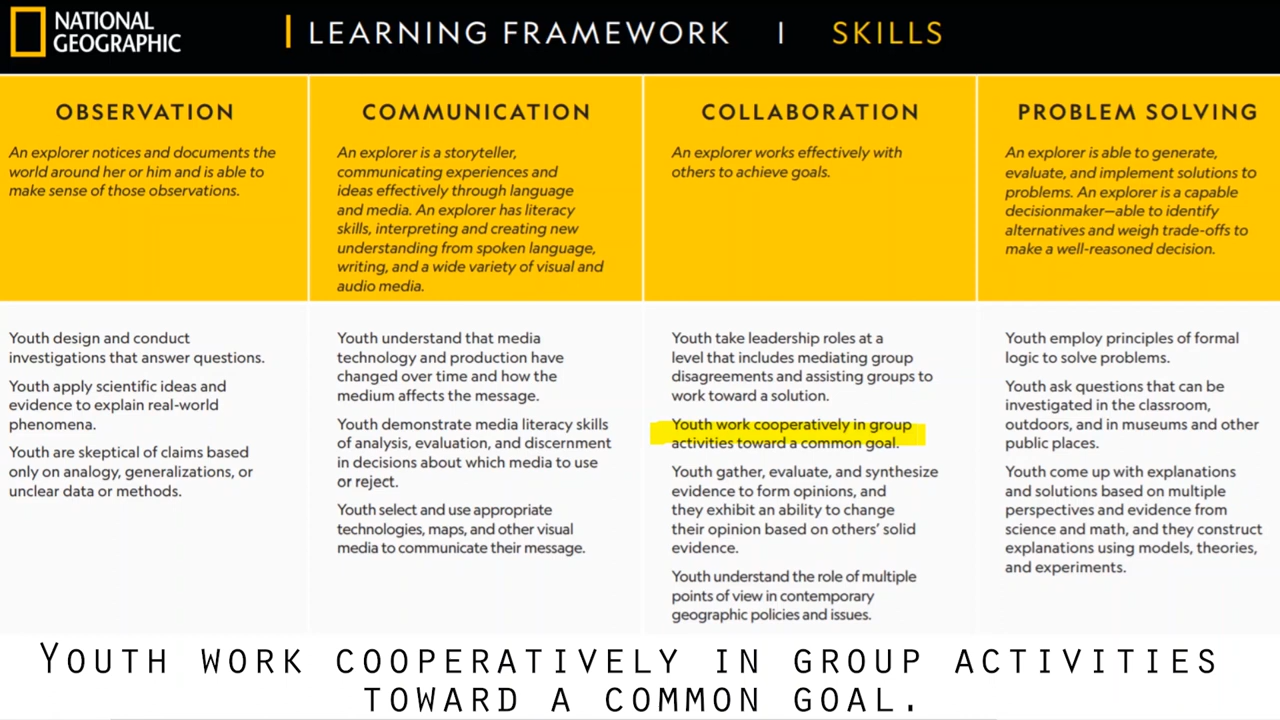 NATIONAL
GEOGRAPHIC
LEARNING FRAMEWORK | SKILLS
OBSERVATION
An explorer notices and documents the
world around her or him and is able to
make sense of those observations.
Youth design and conduct
investigations that answer questions.
Youth apply scientific ideas and
evidence to explain real-world
phenomena.
Youth are skeptical of claims based
only on analogy, generalizations, or
unclear data or methods.
COMMUNICATION
An explorer is a storyteller,
communicating experiences and
ideas effectively through language
and media. An explorer has literacy
skills, interpreting and creating new
understanding from spoken language,
writing, and a wide variety of visual and
audio media.
Youth understand that media
technology and production have
changed over time and how the
medium affects the message.
Youth demonstrate media literacy skills
of analysis, evaluation, and discernment
in decisions about which media to use
or reject.
Youth select and use appropriate
technologies, maps, and other visual
media to communicate their message.
COLLABORATION
An explorer works effectively with
others to achieve goals.
Youth take leadership roles at a
level that includes mediating group
disagreements and assisting groups to
work toward a solution.
Youth work cooperatively in group
activities toward a common goal.
Youth gather, evaluate, and synthesize
evidence to form opinions, and
they exhibit an ability to change
their opinion based on others' solid
evidence.
Youth understand the role of multiple
points of view in contemporary
geographic policies and issues.
PROBLEM SOLVING
An explorer is able to generate,
evaluate, and implement solutions to
problems. An explorer is a capable
decisionmaker—able to identify
alternatives and weigh trade-offs to
make a well-reasoned decision.
Youth employ principles of formal
logic to solve problems.
Youth ask questions that can be
investigated in the classroom,
outdoors, and in museums and other
public places.
Youth come up with explanations
and solutions based on multiple
perspectives and evidence from
science and math, and they construct
explanations using models, theories,
and experiments.
YOUTH WORK COOPERATIVELY IN GROUP ACTIVITIES
TOWARD A COMMON GOAL.